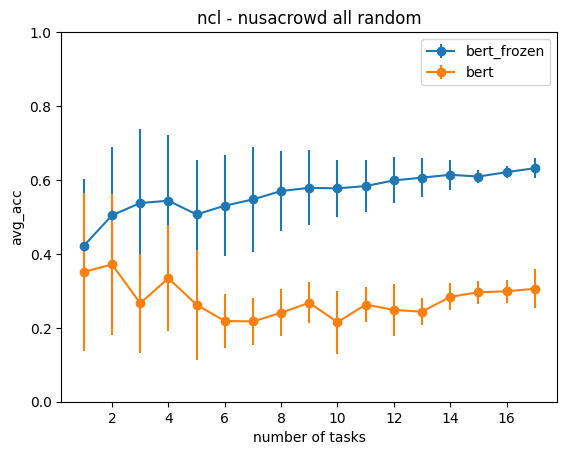 ncl - nusacrowd all random
bert_frozen
bert
avg_acc
1.0
0.8
0.6
0.4
0.2
0.0
2 4 6 8 10 12 14 16
number of tasks